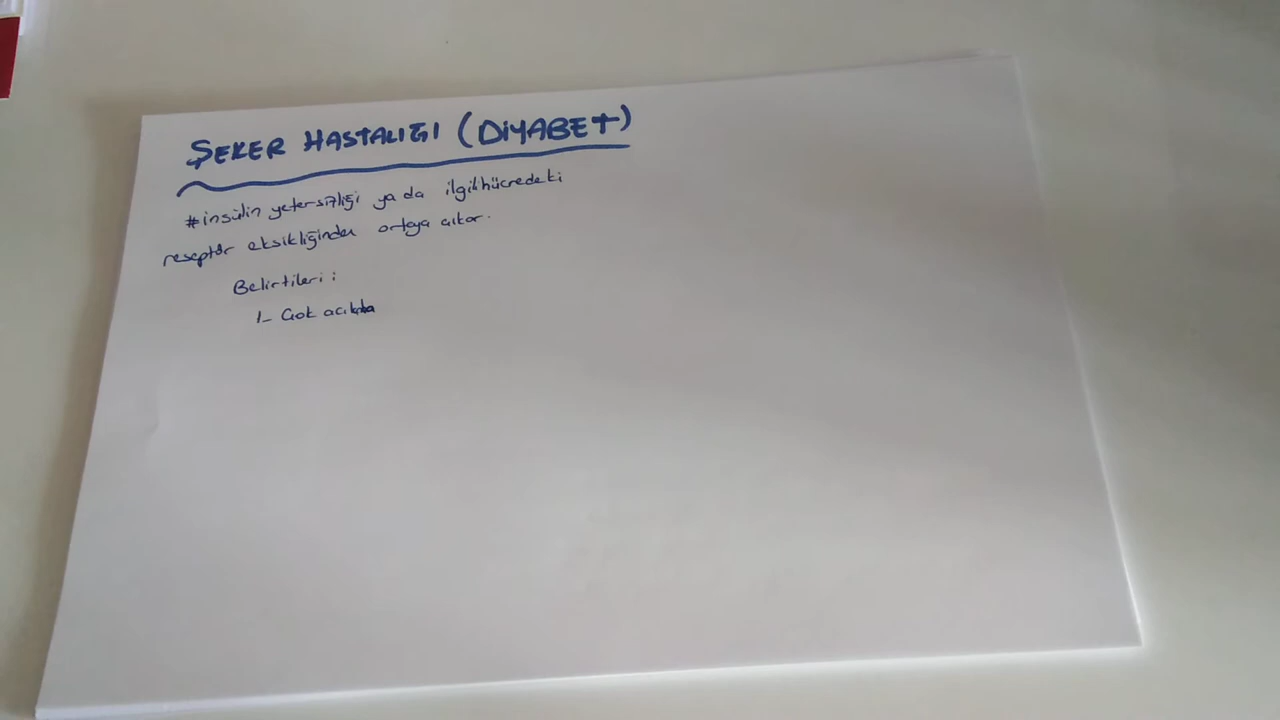 ŞEKER HASTALIĞI (DİYABET)
#insülin yetersizliği ya da ilgili hücredeki
reseptör eksikliğinden ortaya çıkar.
Belirtileri:
1- Çok acıkma